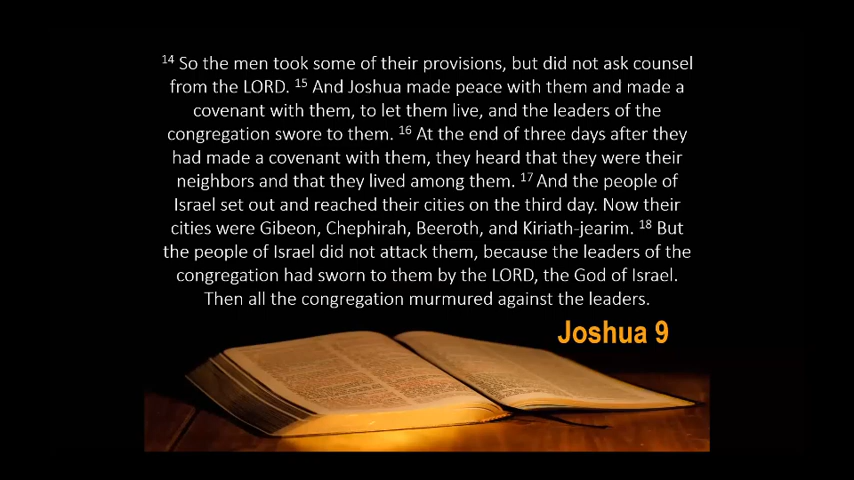 14 So the men took some of their provisions, but did not ask counsel
from the LORD. 15 And Joshua made peace with them and made a
covenant with them, to let them live, and the leaders of the
congregation swore to them. 16 At the end of three days after they
had made a covenant with them, they heard that they were their
neighbors and that they lived among them. 17 And the people of
Israel set out and reached their cities on the third day. Now their
cities were Gibeon, Chephirah, Beeroth, and Kiriath-jearim. 18 But
the people of Israel did not attack them, because the leaders of the
congregation had sworn to them by the LORD, the God of Israel.
Then all the congregation murmured against the leaders.
Joshua 9